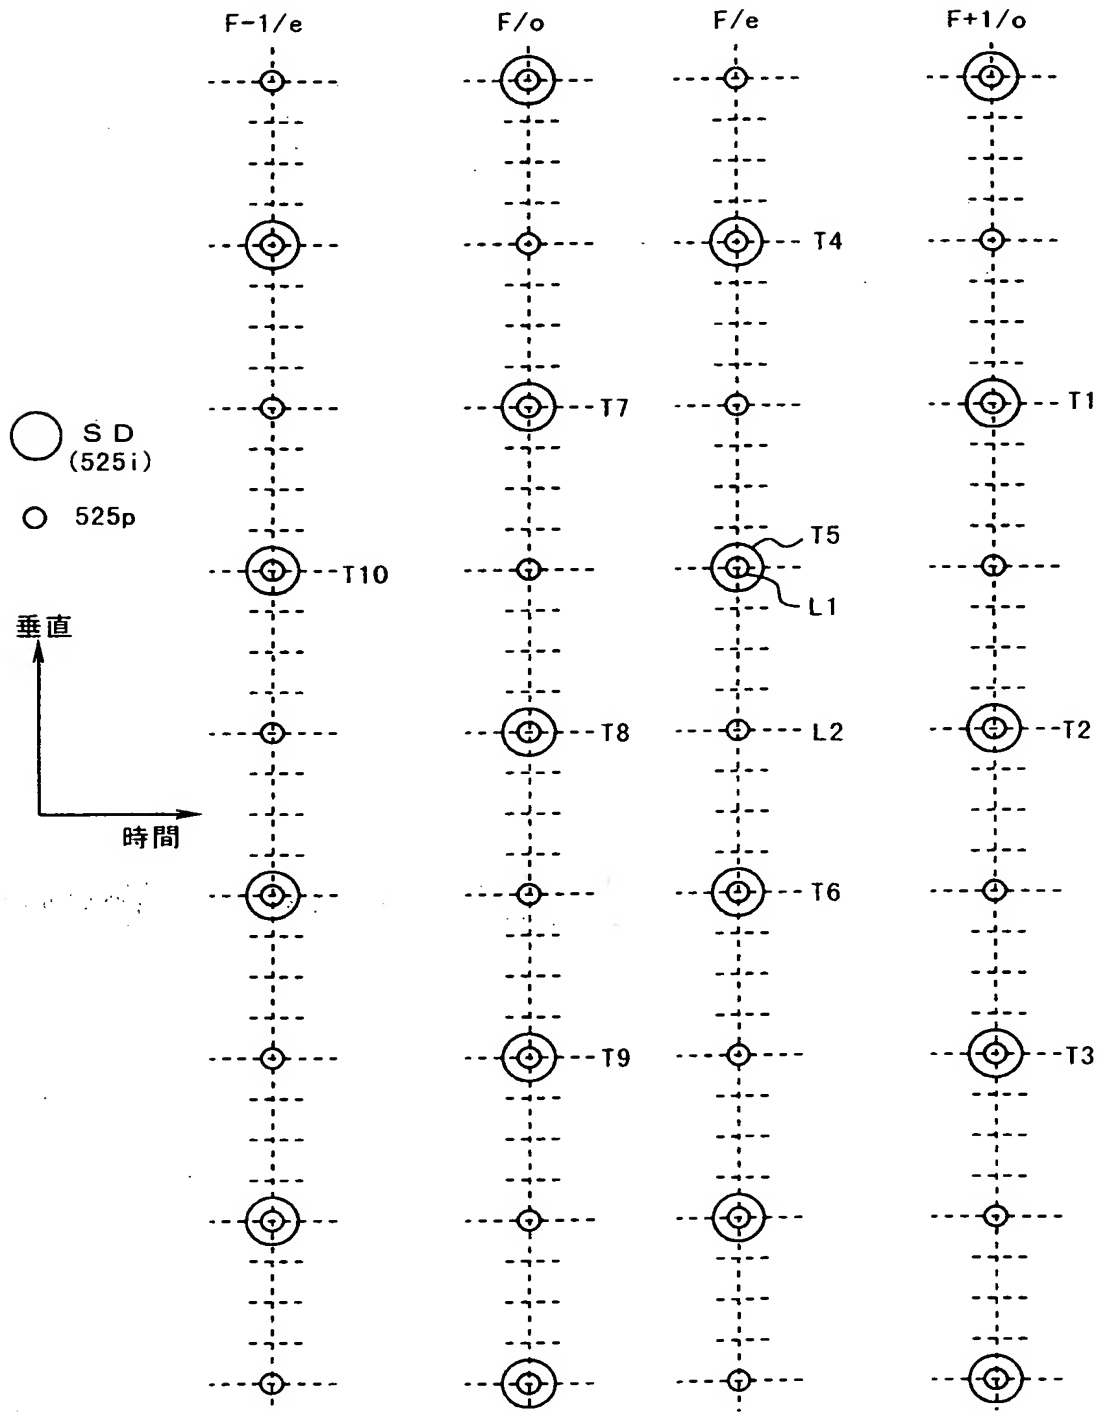 F-1/e
F/o
F/e
F+1/o
T4
T7
T1
SD
(525i)
525p
T5
T10
L1
垂直
T8
L2
T2
時間
T6
T9
T3